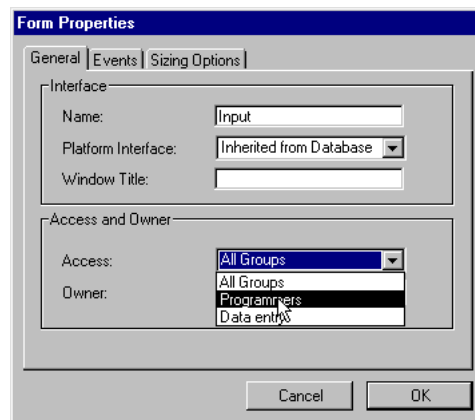 Form Properties
General Events Sizing Options
Interface
Name: Input
Platform Interface: Inherited from Database
Window Title:
Access and Owner
Access: All Groups
All Groups
Owner: Programmers
Data entry
Cancel OK